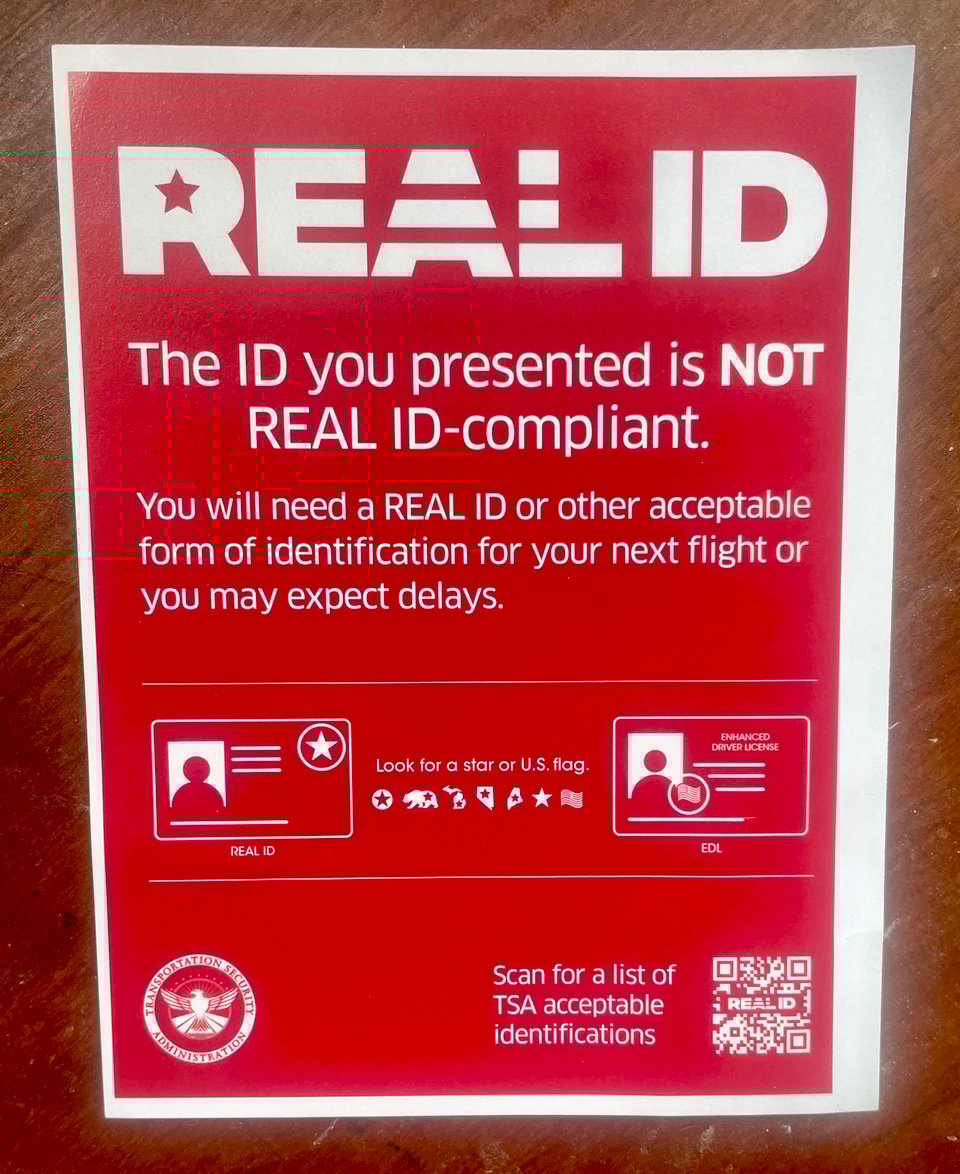 REAL ID
The ID you presented is NOT
REAL ID-compliant.
You will need a REAL ID or other acceptable
form of identification for your next flight or
you may expect delays.
Look for a star or U.S. flag.
REAL ID
ENHANCED
DRIVER LICENSE
EDL
TRANSPORTATION SECURITY
ADMINISTRATION
Scan for a list of
TSA acceptable
identifications
REAL ID